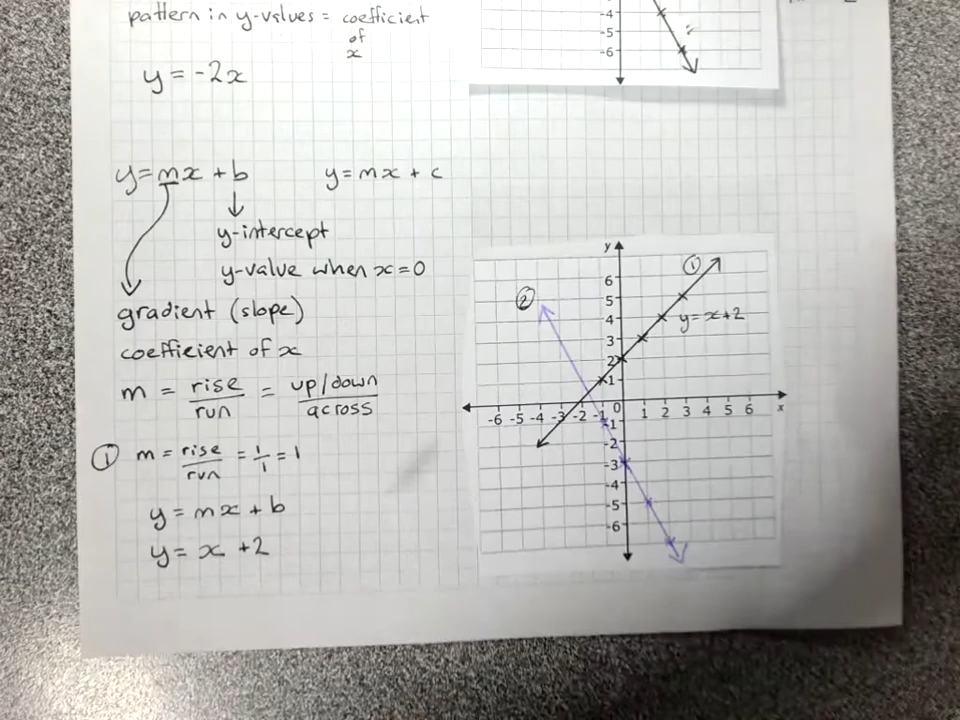 pattern in y-values = coefficient
of
x
y = -2x
-4
-5
-6
y = mx + b
y = mx + c
y-intercept
y-value when x = 0
gradient (slope)
coefficient of x
m = rise/run = up/down/across
① m = rise/run = 1/1 = 1
y = mx + b
y = x + 2
y
①
②
y = x + 2
6
5
4
3
2
1
-6 -5 -4 -3 -2 -1 0 1 2 3 4 5 6 x
-1
-2
-3
-4
-5
-6